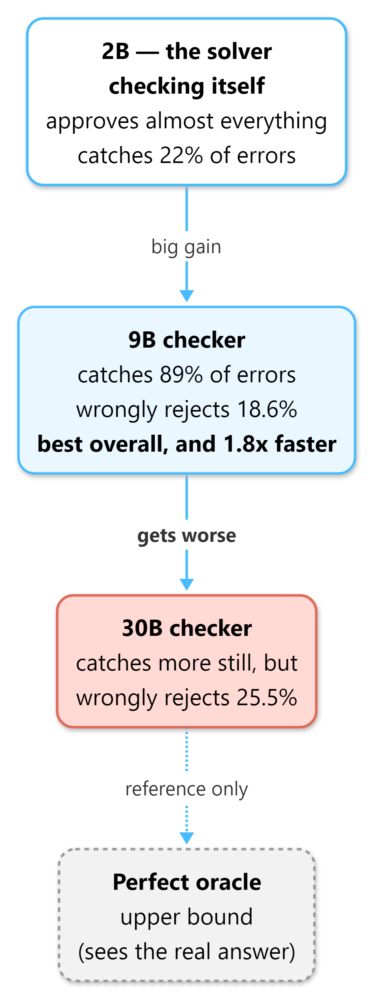 2B — the solver
checking itself
approves almost everything
catches 22% of errors
big gain
9B checker
catches 89% of errors
wrongly rejects 18.6%
best overall, and 1.8x faster
gets worse
30B checker
catches more still, but
wrongly rejects 25.5%
reference only
Perfect oracle
upper bound
(sees the real answer)